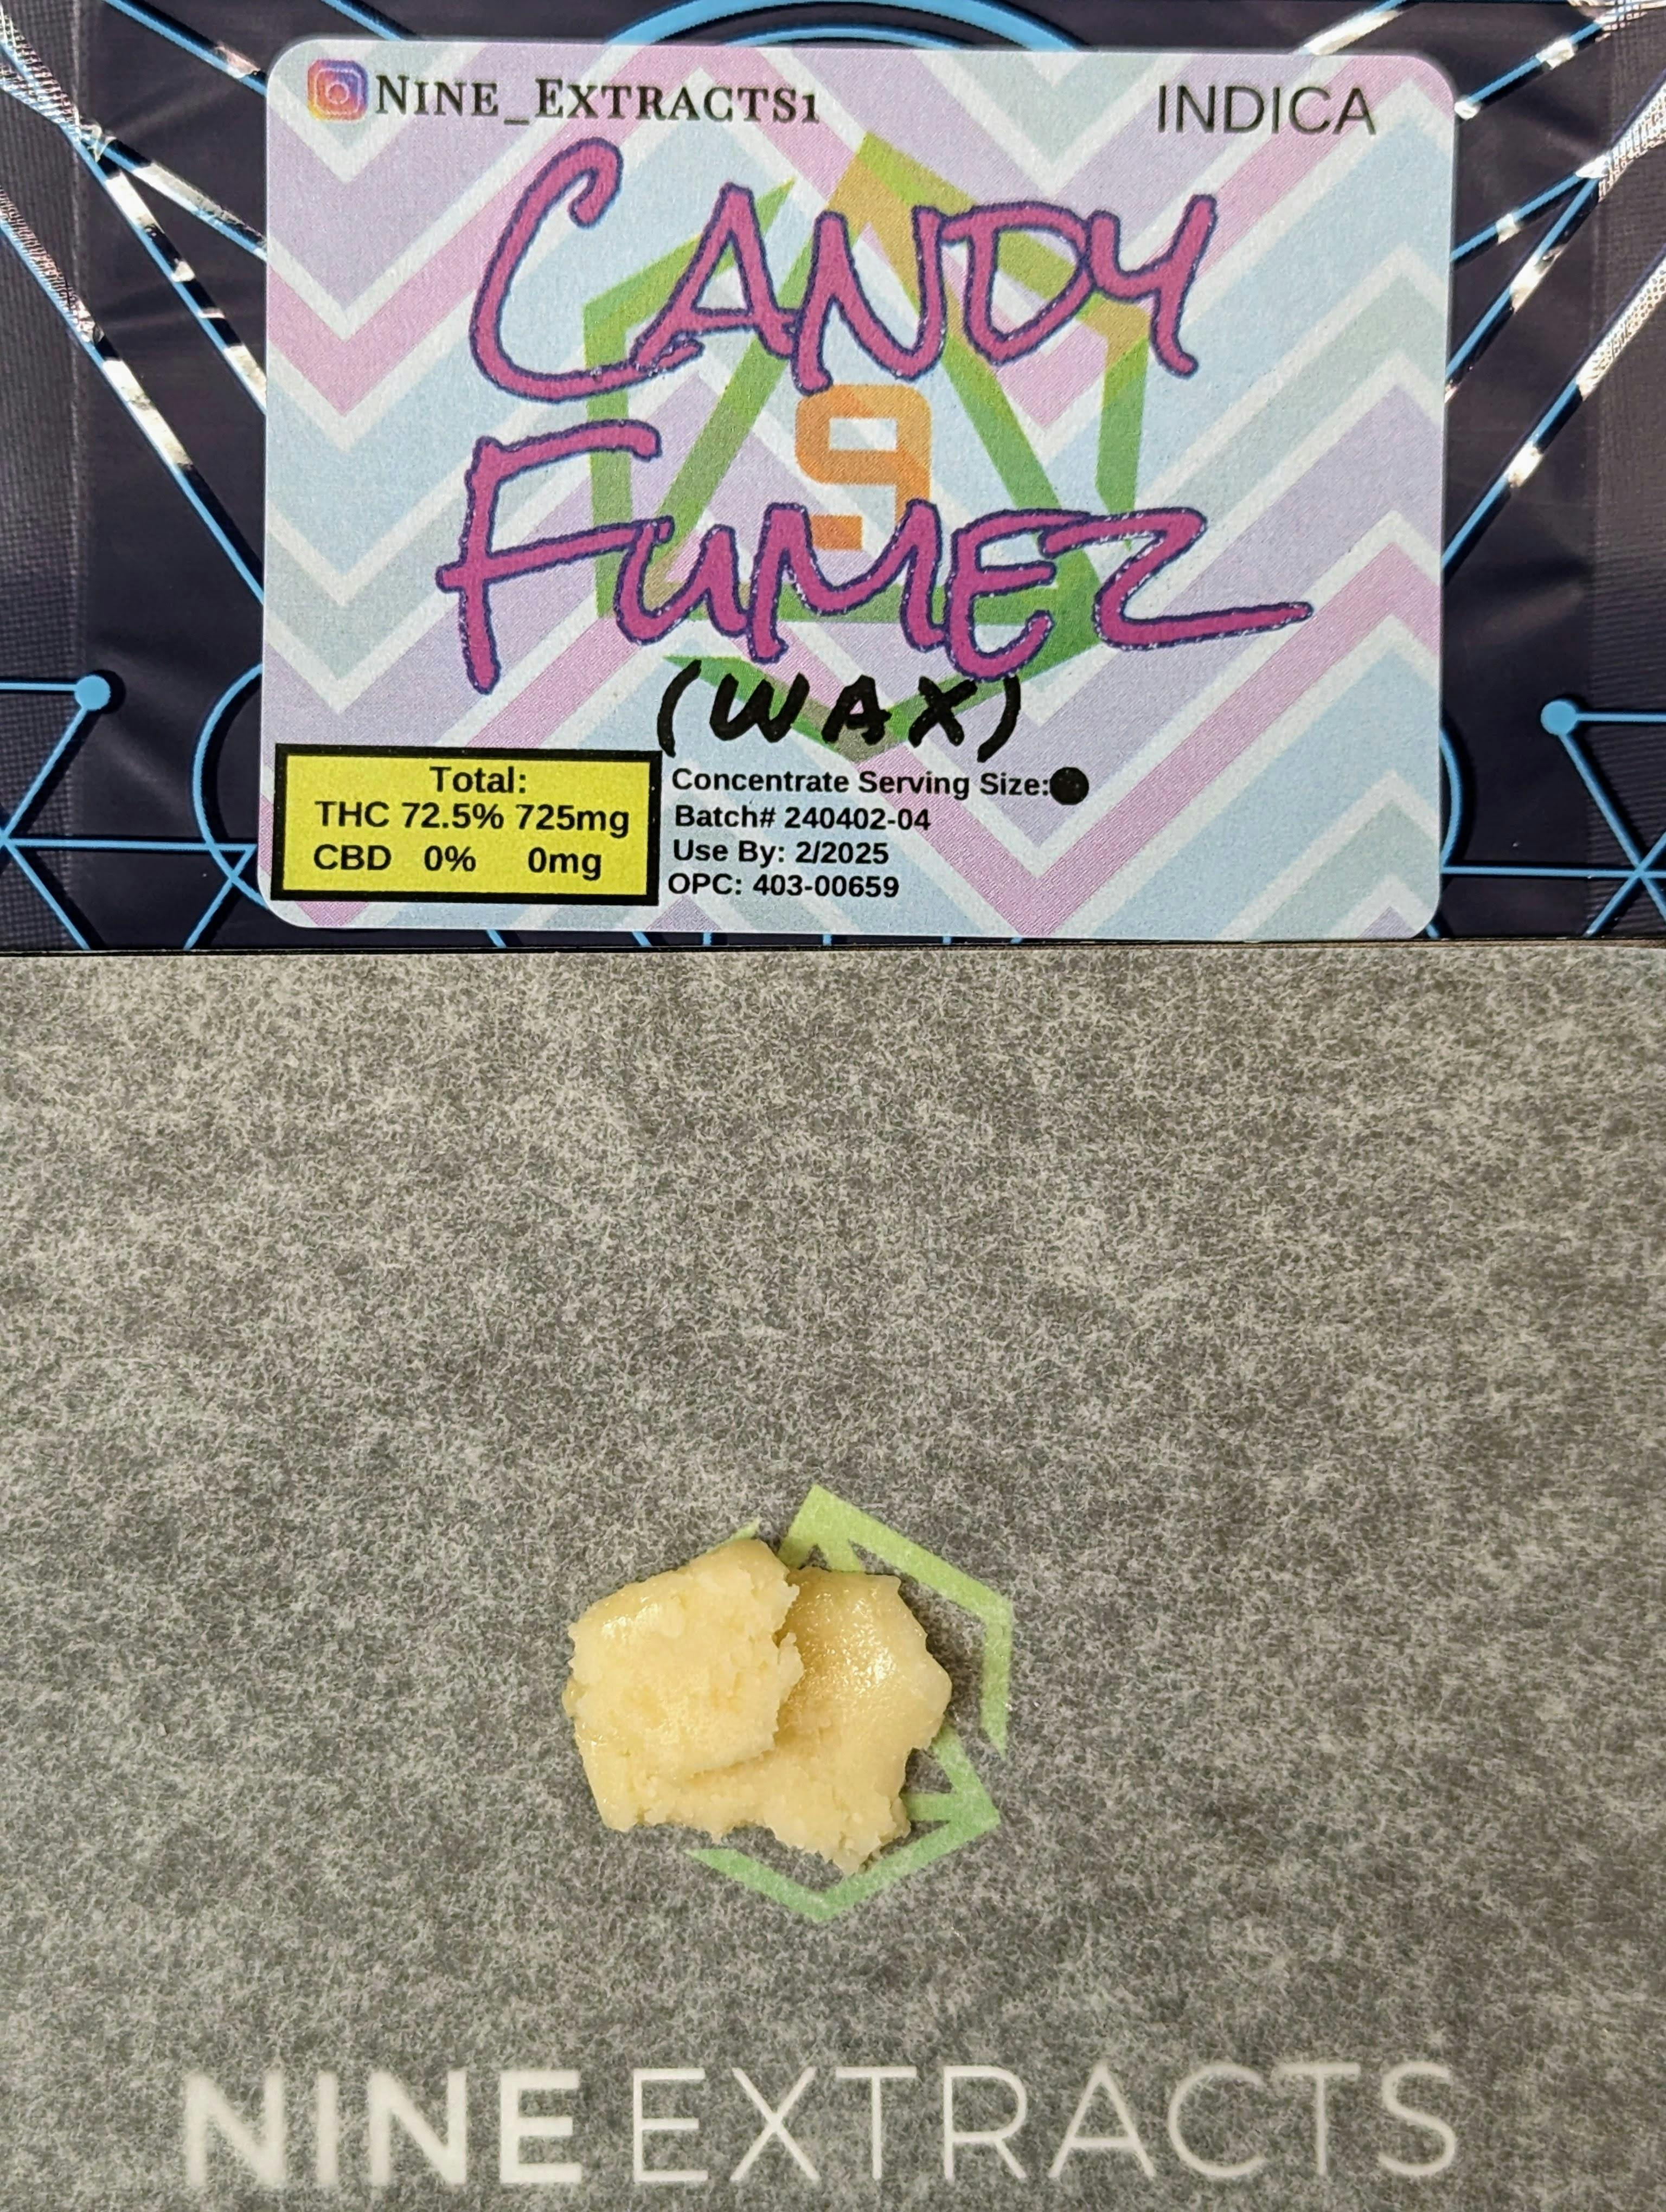 NINE_EXTRACTS1
INDICA
CANDY
9
FUMEZ
(WAX)
Total:
THC 72.5% 725mg
CBD 0% 0mg
Concentrate Serving Size:
Batch# 240402-04
Use By: 2/2025
OPC: 403-00659
NINE EXTRACTS